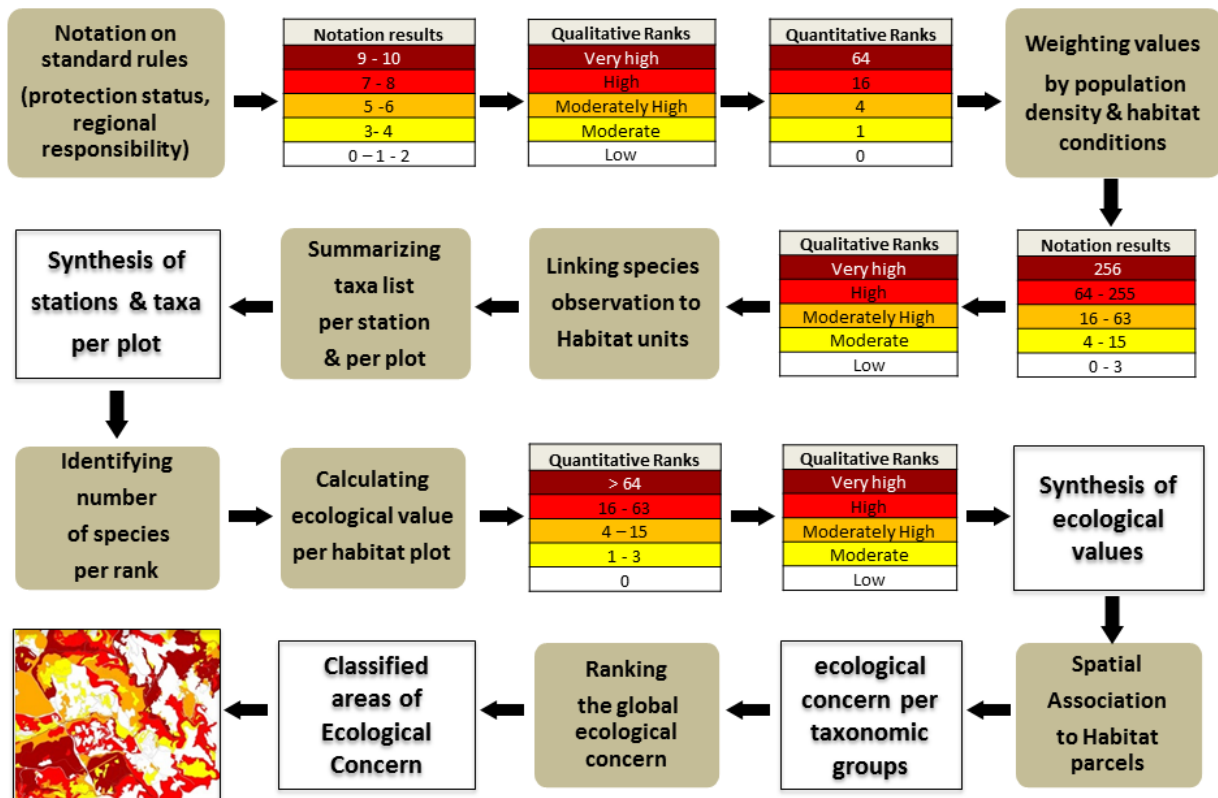 Notation on
standard rules
(protection status,
regional
responsibility)
Notation results
9 - 10
7 - 8
5 -6
3- 4
0 – 1 - 2
Qualitative Ranks
Very high
High
Moderately High
Moderate
Low
Quantitative Ranks
64
16
4
1
0
Weighting values
by population
density & habitat
conditions
Notation results
256
64 - 255
16 - 63
4 - 15
0 - 3
Qualitative Ranks
Very high
High
Moderately High
Moderate
Low
Linking species
observation to
Habitat units
Summarizing
taxa list
per station
& per plot
Synthesis of
stations & taxa
per plot
Identifying
number
of species
per rank
Calculating
ecological value
per habitat plot
Quantitative Ranks
> 64
16 - 63
4 – 15
1 - 3
0
Qualitative Ranks
Very high
High
Moderately High
Moderate
Low
Synthesis of
ecological
values
Spatial
Association
to Habitat
parcels
ecological
concern per
taxonomic
groups
Ranking
the global
ecological
concern
Classified
areas of
Ecological
Concern